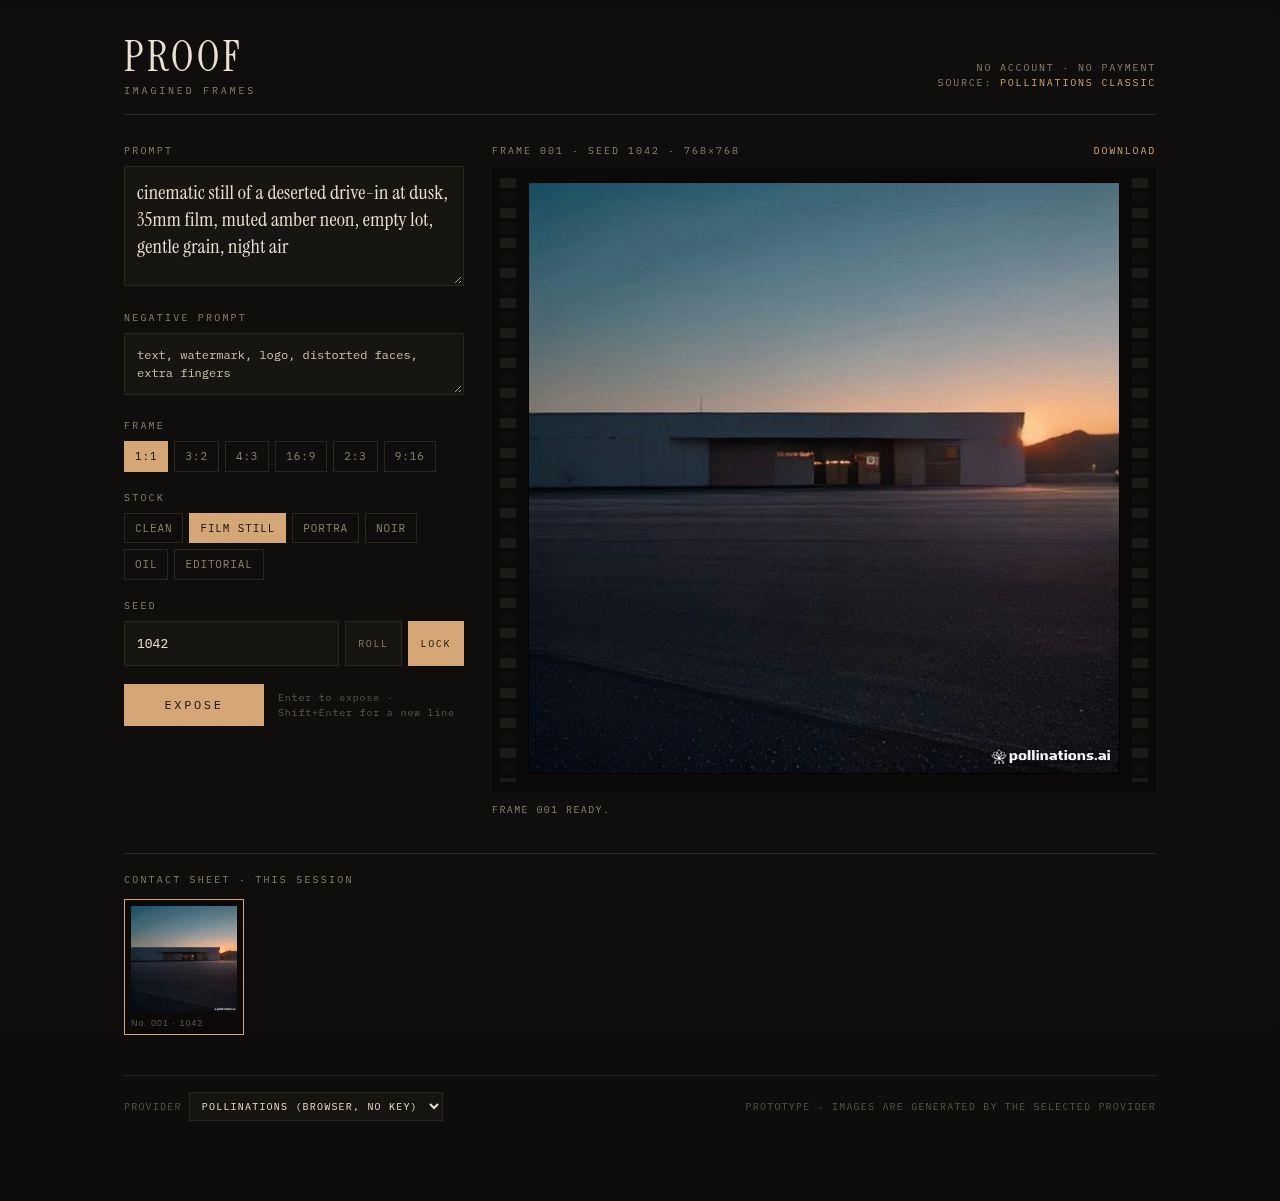 PROOF
IMAGINED FRAMES
NO ACCOUNT · NO PAYMENT
SOURCE: POLLINATIONS CLASSIC
PROMPT
cinematic still of a deserted drive-in at dusk,
35mm film, muted amber neon, empty lot,
gentle grain, night air
NEGATIVE PROMPT
text, watermark, logo, distorted faces,
extra fingers
FRAME
1:1 3:2 4:3 16:9 2:3 9:16
STOCK
CLEAN FILM STILL PORTRA NOIR
OIL EDITORIAL
SEED
1042 ROLL LOCK
EXPOSE
Enter to expose ·
Shift+Enter for a new line
FRAME 001 · SEED 1042 · 768×768 DOWNLOAD
pollinations.ai
FRAME 001 READY.
CONTACT SHEET · THIS SESSION
No. 001 · 1042
PROVIDER POLLINATIONS (BROWSER, NO KEY)
PROTOTYPE · IMAGES ARE GENERATED BY THE SELECTED PROVIDER